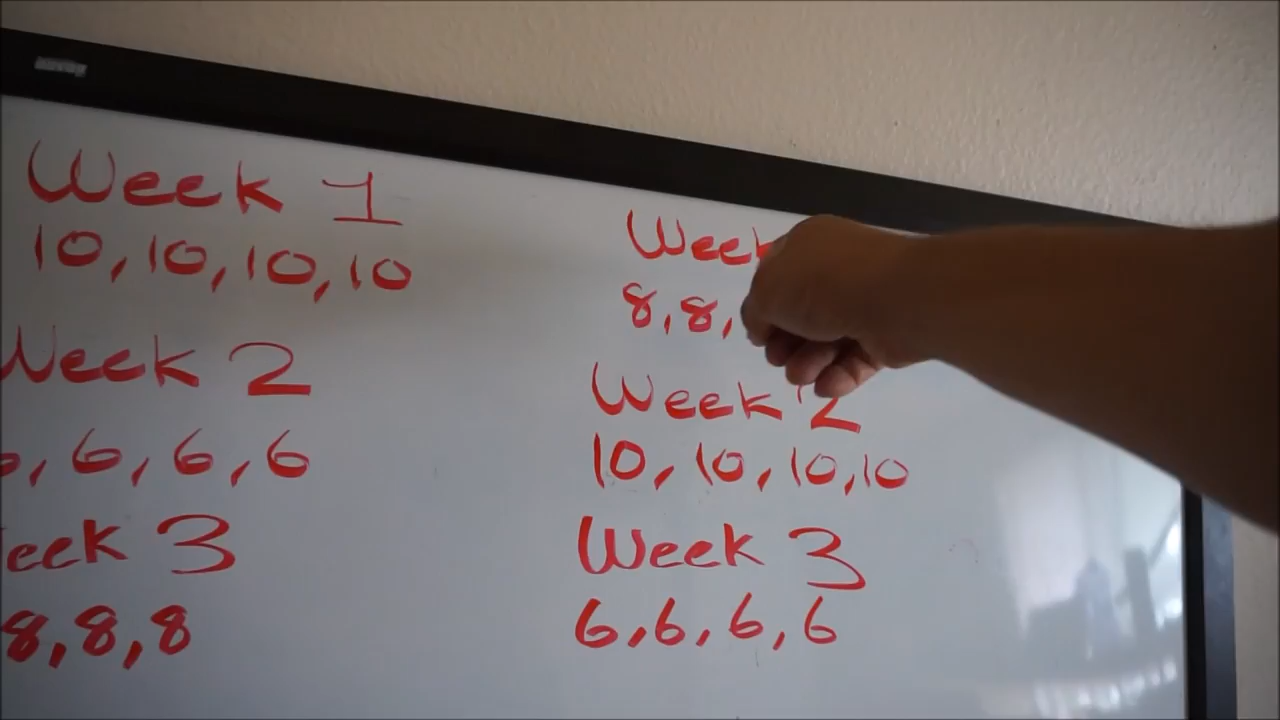 Week 1
10, 10, 10, 10
Week 2
6, 6, 6
Week 3
8, 8, 8
Week
8, 8,
Week 2
10, 10, 10, 10
Week 3
6, 6, 6, 6